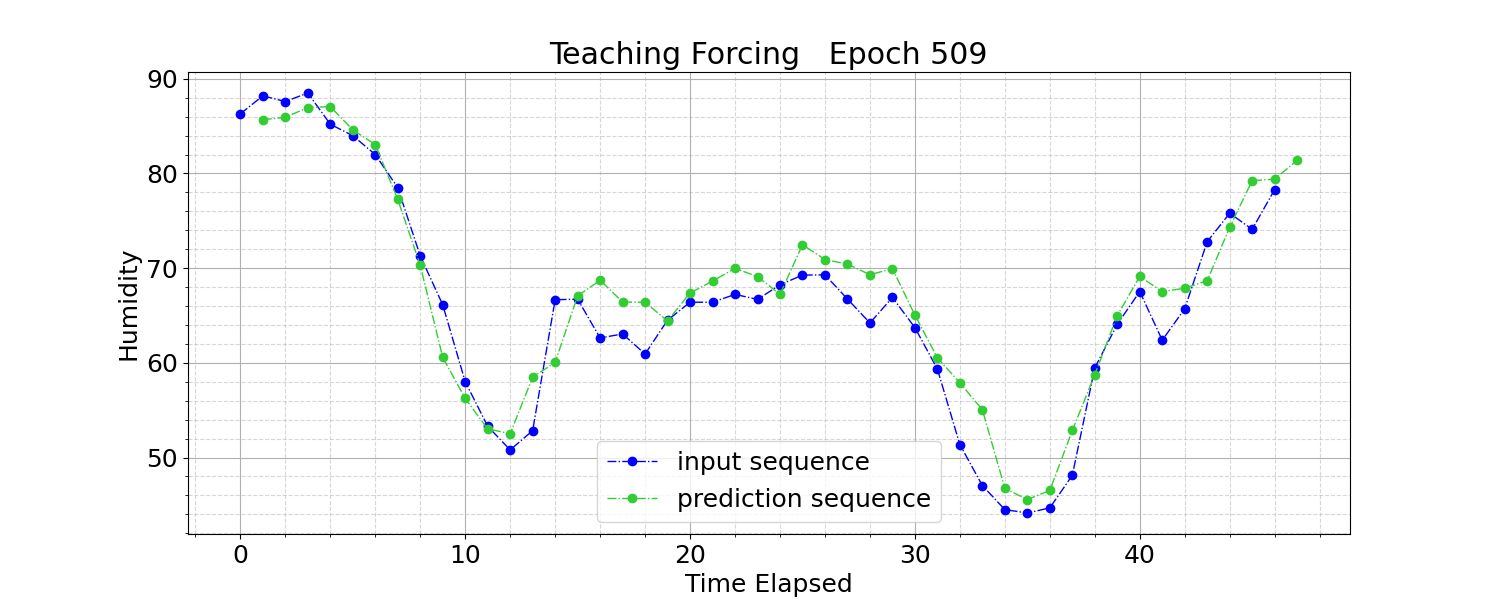 Teaching Forcing   Epoch 509
90
80
70
60
50
Humidity
input sequence
prediction sequence
0 10 20 30 40
Time Elapsed